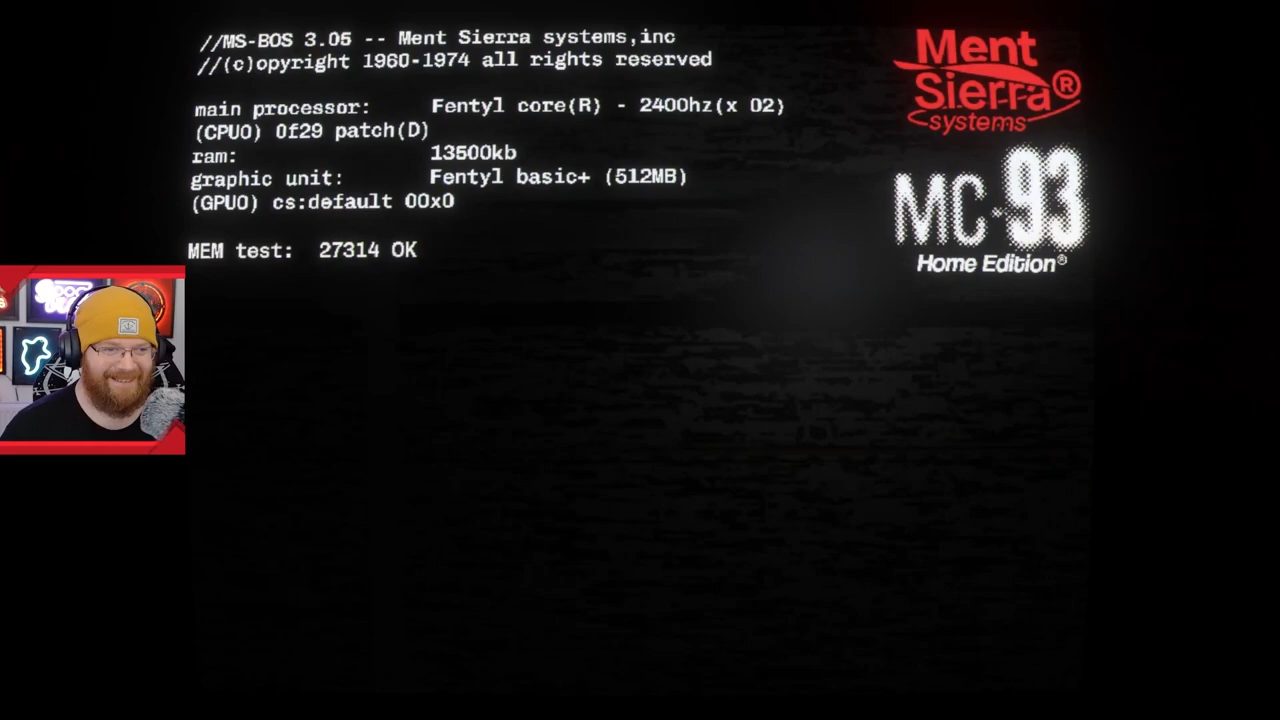 //MS-BOS 3.05 -- Ment Sierra systems,inc
//(c)opyright 1960-1974 all rights reserved
main processor: Fentyl core(R) - 2400hz(x 02)
(CPU0) 0f29 patch(D)
ram: 13500kb
graphic unit: Fentyl basic+ (512MB)
(GPU0) cs:default 00x0
MEM test: 27314 OK
Ment
Sierra®
systems
MC-93
Home Edition®